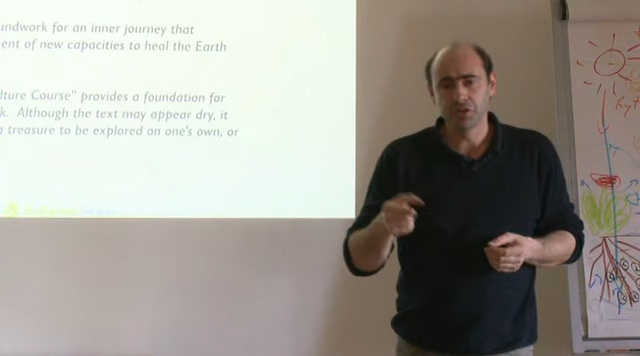 undwork for an inner journey that
ent of new capacities to heal the Earth
lture Course" provides a foundation for
k. Although the text may appear dry, it
a treasure to be explored on one's own, or